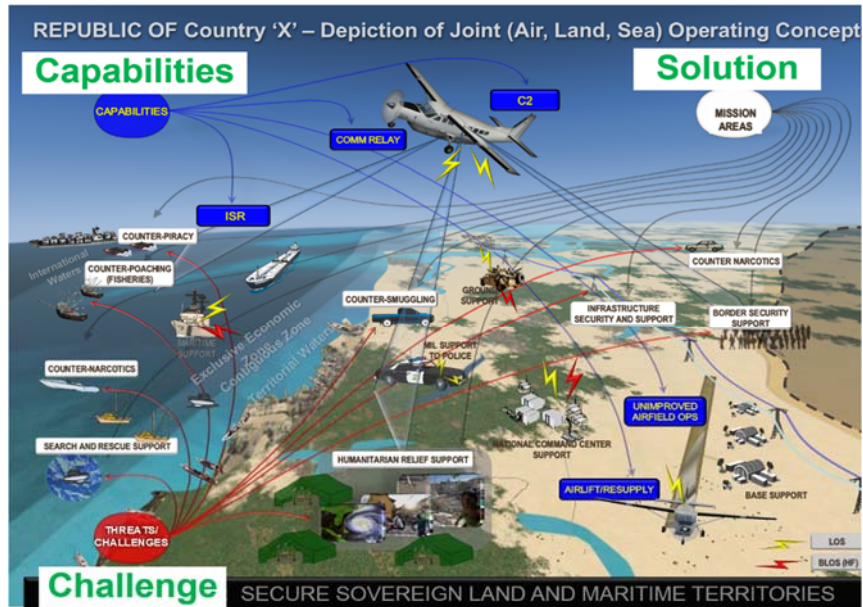 REPUBLIC OF Country 'X' – Depiction of Joint (Air, Land, Sea) Operating Concept
Capabilities
Solution
CAPABILITIES
C2
MISSION
AREAS
COMM RELAY
ISR
COUNTER-PIRACY
International
Waters
COUNTER-POACHING
(FISHERIES)
COUNTER NARCOTICS
GROUND
SUPPORT
COUNTER-SMUGGLING
INFRASTRUCTURE
SECURITY AND SUPPORT
BORDER SECURITY
SUPPORT
MARITIME
SUPPORT
Exclusive Economic
Zone
Contiguous Zone
Territorial Waters
MIL SUPPORT
TO POLICE
COUNTER-NARCOTICS
UNIMPROVED
AIRFIELD OPS
SEARCH AND RESCUE SUPPORT
NATIONAL COMMAND CENTER
SUPPORT
HUMANITARIAN RELIEF SUPPORT
AIRLIFT/RESUPPLY
BASE SUPPORT
THREATS/
CHALLENGES
LOS
BLOS (HF)
Challenge
SECURE SOVEREIGN LAND AND MARITIME TERRITORIES